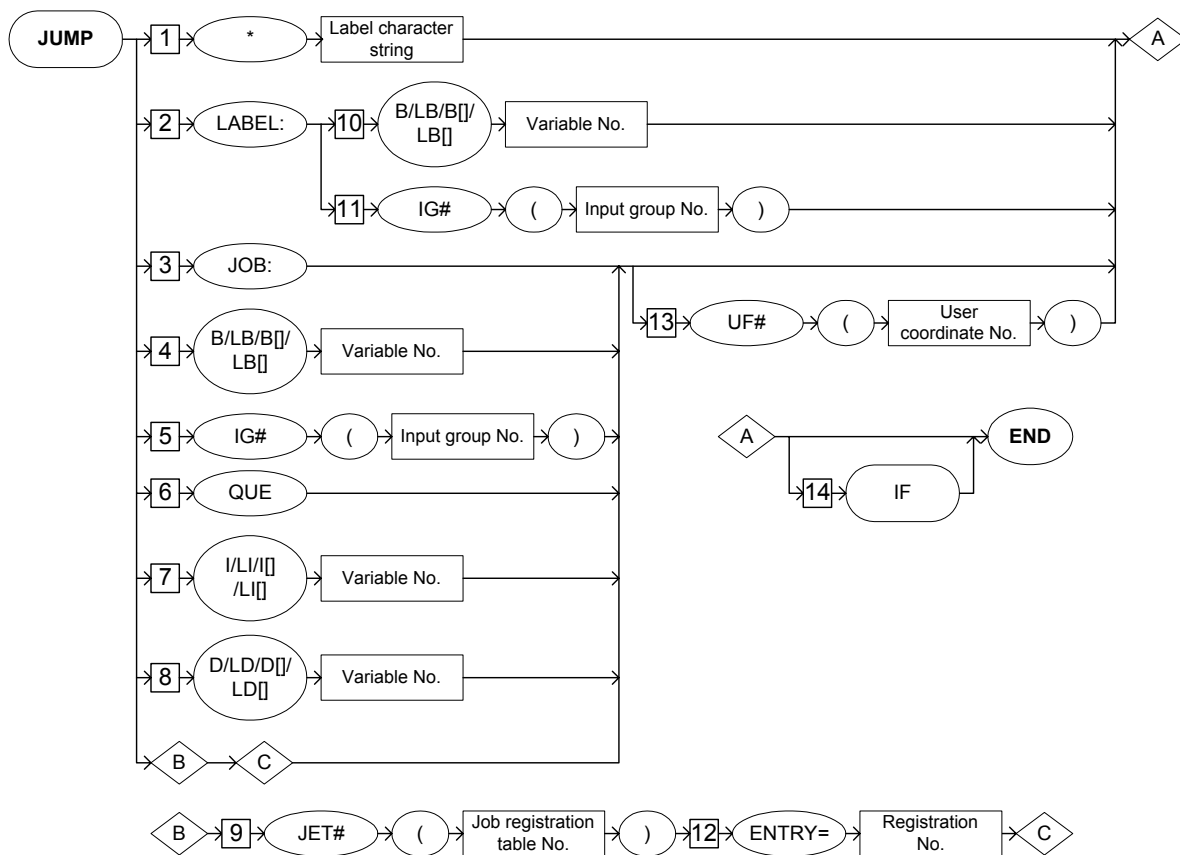 JUMP
1
*
Label character
string
A
2
LABEL:
10
B/LB/B[]/
LB[]
Variable No.
11
IG#
(
Input group No.
)
3
JOB:
13
UF#
(
User
coordinate No.
)
4
B/LB/B[]/
LB[]
Variable No.
5
IG#
(
Input group No.
)
A
END
14
IF
6
QUE
7
I/LI/I[]
/LI[]
Variable No.
8
D/LD/D[]/
LD[]
Variable No.
B
C
B
9
JET#
(
Job registration
table No.
)
12
ENTRY=
Registration
No.
C